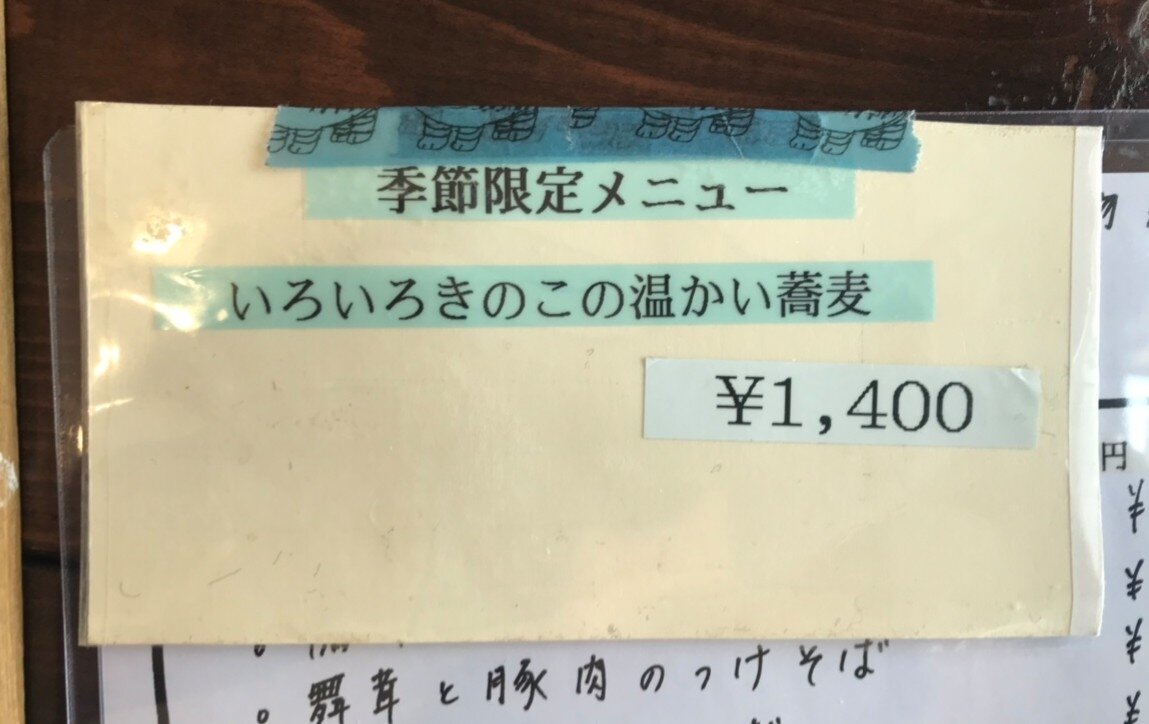 季節限定メニュー
いろいろきのこの温かい蕎麦
¥1,400
円
舞茸と豚肉のつけそば